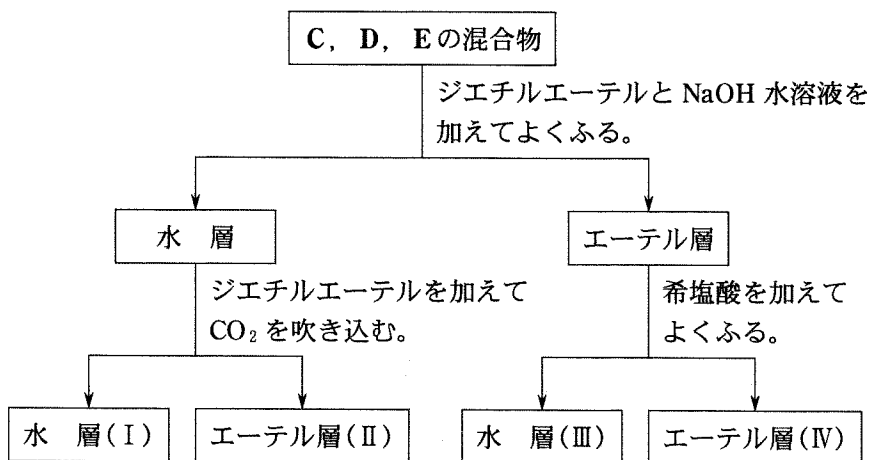 C, D, Eの混合物
ジエチルエーテルと NaOH 水溶液を
加えてよくふる。
水 層
エーテル層
ジエチルエーテルを加えて
CO₂ を吹き込む。
希塩酸を加えて
よくふる。
水 層(Ⅰ)
エーテル層(Ⅱ)
水 層(Ⅲ)
エーテル層(Ⅳ)